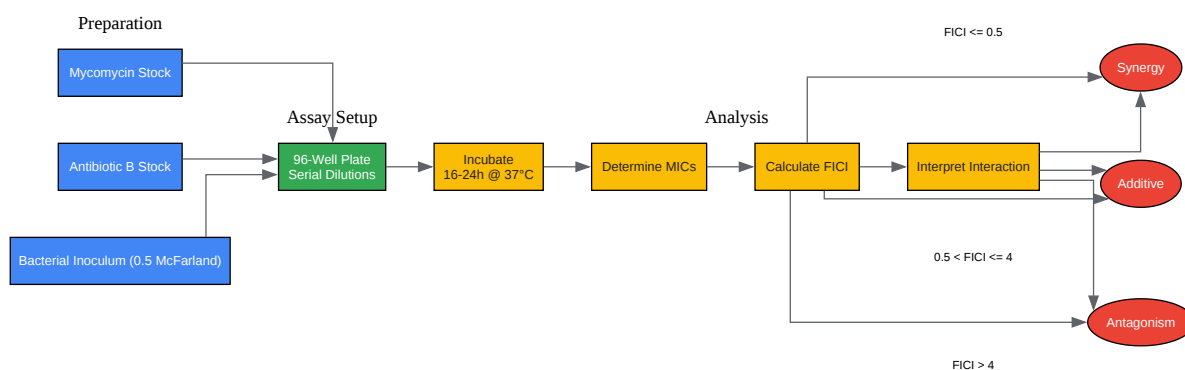 Preparation
Mycomycin Stock
Antibiotic B Stock
Bacterial Inoculum (0.5 McFarland)
Assay Setup
96-Well Plate
Serial Dilutions
Incubate
16-24h @ 37°C
Determine MICs
Analysis
Calculate FICI
Interpret Interaction
FICI <= 0.5
Synergy
Additive
0.5 < FICI <= 4
Antagonism
FICI > 4